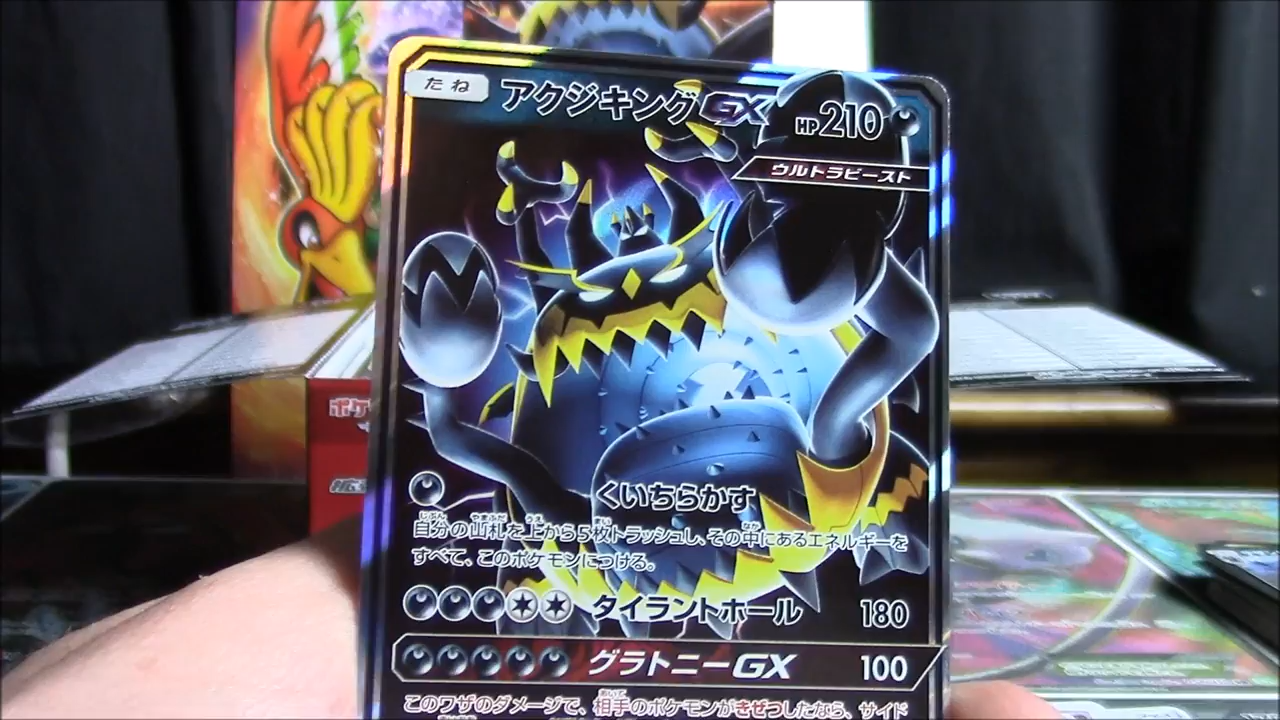 たね アクジキングGX HP210
ウルトラビースト
くいちらかす
自分の山札を上から5枚トラッシュし、その中にあるエネルギーを
すべて、このポケモンにつける。
タイラントホール 180
グラトニーGX 100
このワザのダメージで、相手のポケモンがきぜつしたなら、サイド
ポケ